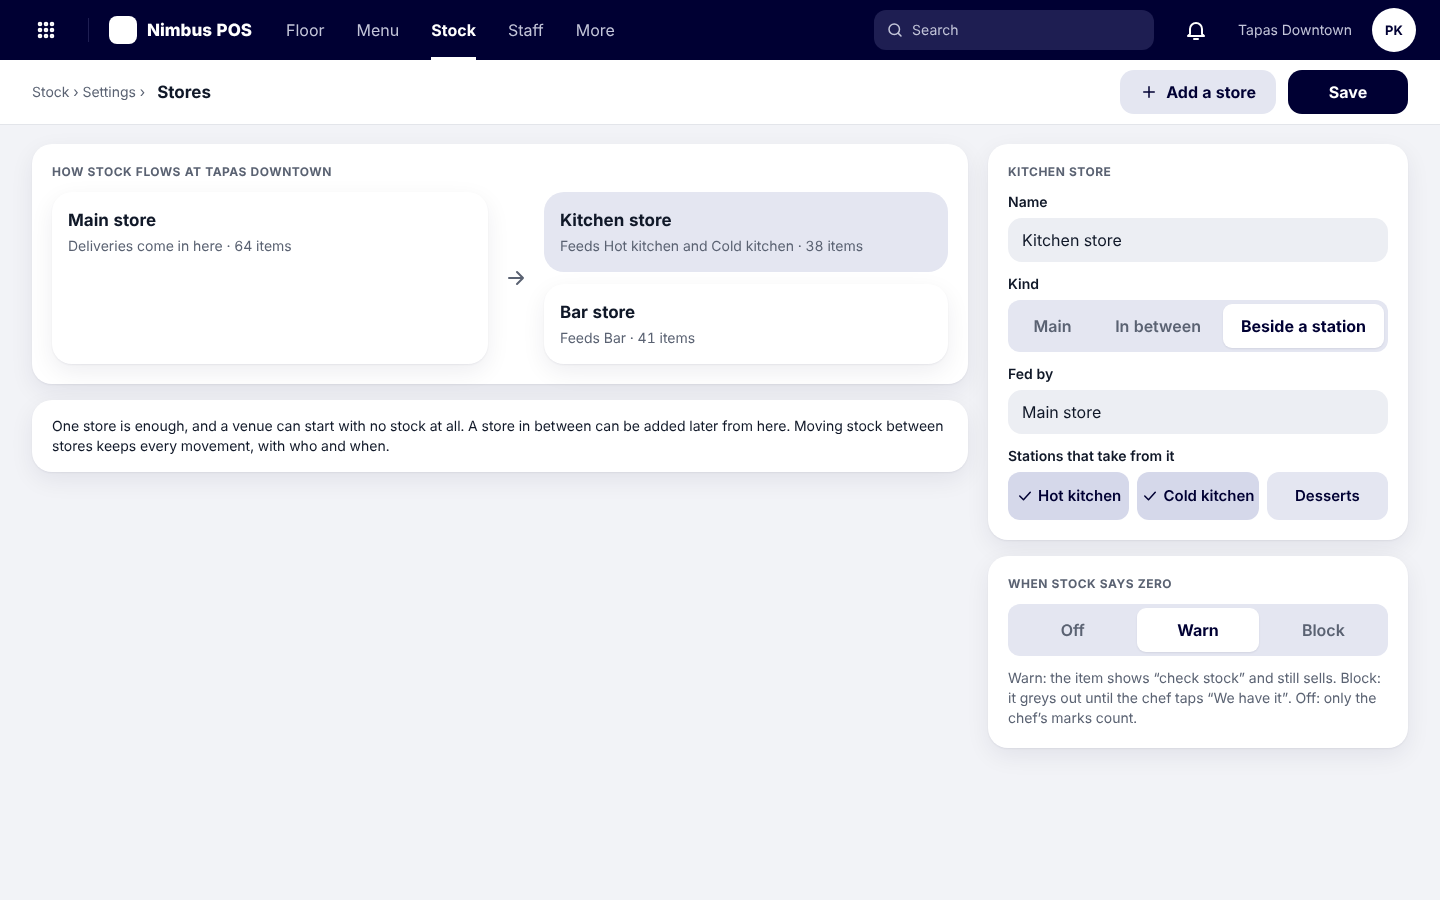 Nimbus POS
Floor
Menu
Stock
Staff
More
Search
Tapas Downtown
PK
Stock › Settings › Stores
Add a store
Save
HOW STOCK FLOWS AT TAPAS DOWNTOWN
Main store
Deliveries come in here · 64 items
Kitchen store
Feeds Hot kitchen and Cold kitchen · 38 items
Bar store
Feeds Bar · 41 items
One store is enough, and a venue can start with no stock at all. A store in between can be added later from here. Moving stock between
stores keeps every movement, with who and when.
KITCHEN STORE
Name
Kitchen store
Kind
Main
In between
Beside a station
Fed by
Main store
Stations that take from it
Hot kitchen
Cold kitchen
Desserts
WHEN STOCK SAYS ZERO
Off
Warn
Block
Warn: the item shows “check stock” and still sells. Block:
it greys out until the chef taps “We have it”. Off: only the
chef’s marks count.